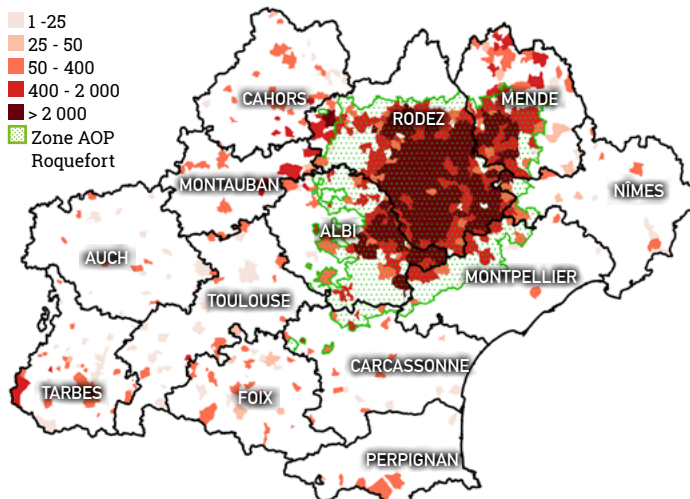 1 -25
25 - 50
50 - 400
400 - 2 000
> 2 000
Zone AOP
Roquefort
CAHORS
RODEZ
MENDE
MONTAUBAN
NÎMES
ALBI
AUCH
MONTPELLIER
TOULOUSE
CARCASSONNE
TARBES
FOIX
PERPIGNAN